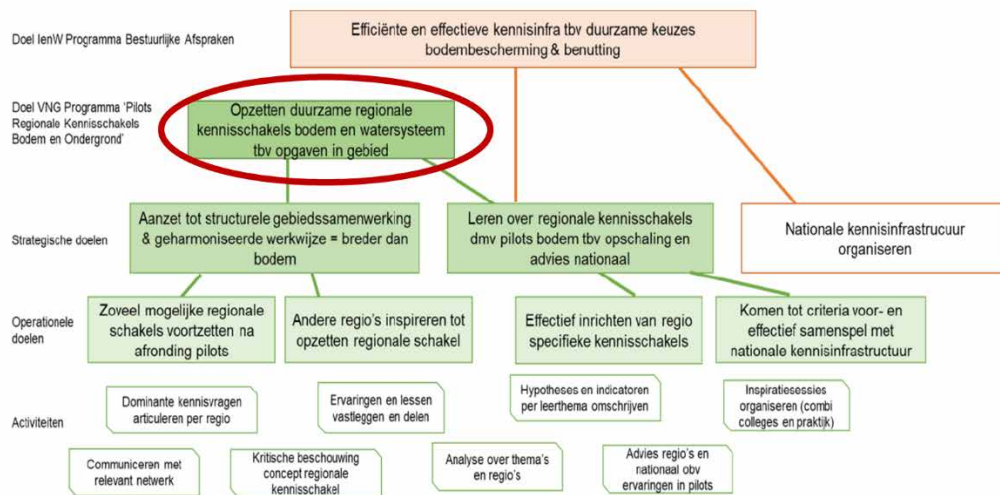 Doel IenW Programma Bestuurlijke Afspraken
Efficiënte en effectieve kennisinfra tbv duurzame keuzes
bodembescherming & benutting
Doel VNG Programma 'Pilots
Regionale Kennisschakels
Bodem en Ondergrond'
Opzetten duurzame regionale
kennisschakels bodem en watersysteem
tbv opgaven in gebied
Strategische doelen
Aanzet tot structurele gebiedssamenwerking
& geharmoniseerde werkwijze = breder dan
bodem
Leren over regionale kennisschakels
dmv pilots bodem tbv opschaling en
advies nationaal
Nationale kennisinfrastrucuur
organiseren
Operationele
doelen
Zoveel mogelijke regionale
schakels voortzetten na
afronding pilots
Andere regio's inspireren tot
opzetten regionale schakel
Effectief inrichten van regio
specifieke kennisschakels
Komen tot criteria voor- en
effectief samenspel met
nationale kennisinfrastructuur
Activiteiten
Dominante kennisvragen
articuleren per regio
Ervaringen en lessen
vastleggen en delen
Hypotheses en indicatoren
per leerthema omschrijven
Inspiratiesessies
organiseren (combi
colleges en praktijk)
Communiceren met
relevant netwerk
Kritische beschouwing
concept regionale
kennisschakel
Analyse over thema's
en regio's
Advies regio's en
nationaal obv
ervaringen in pilots